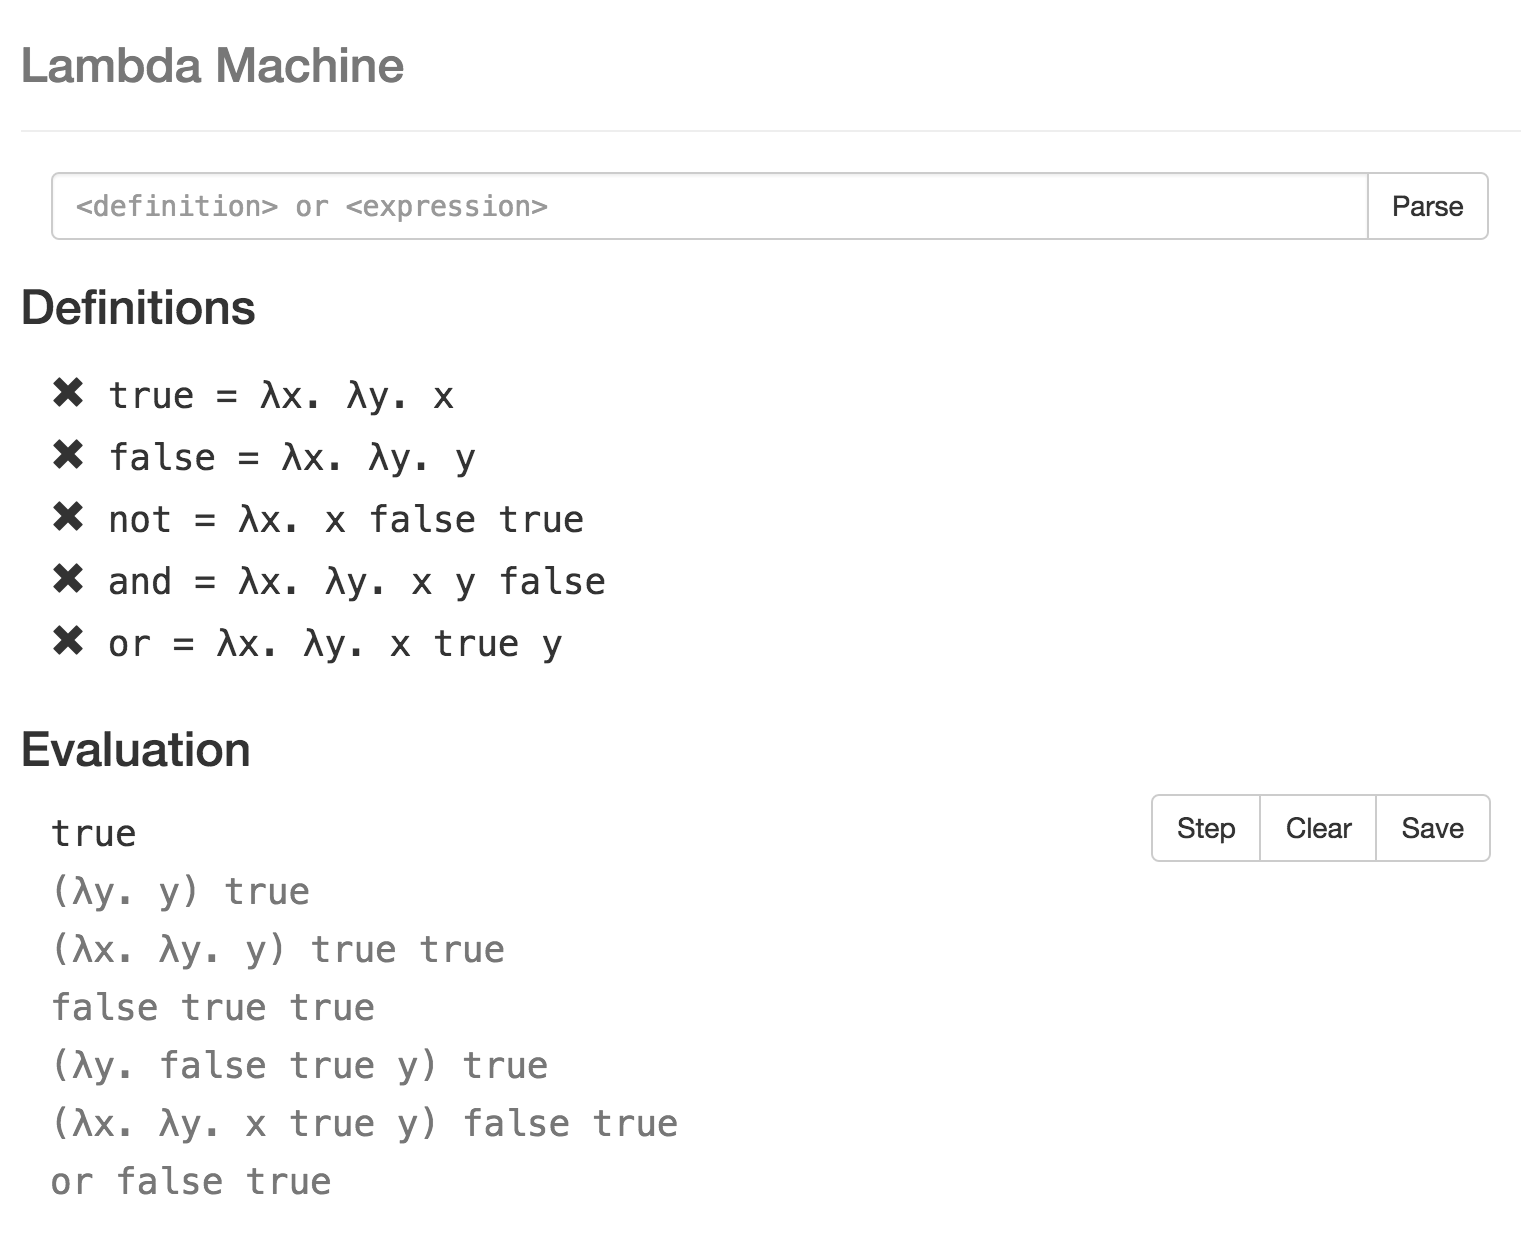 Lambda Machine
<definition> or <expression> Parse
Definitions
✖ true = λx. λy. x
✖ false = λx. λy. y
✖ not = λx. x false true
✖ and = λx. λy. x y false
✖ or = λx. λy. x true y
Evaluation
Step Clear Save
true
(λy. y) true
(λx. λy. y) true true
false true true
(λy. false true y) true
(λx. λy. x true y) false true
or false true